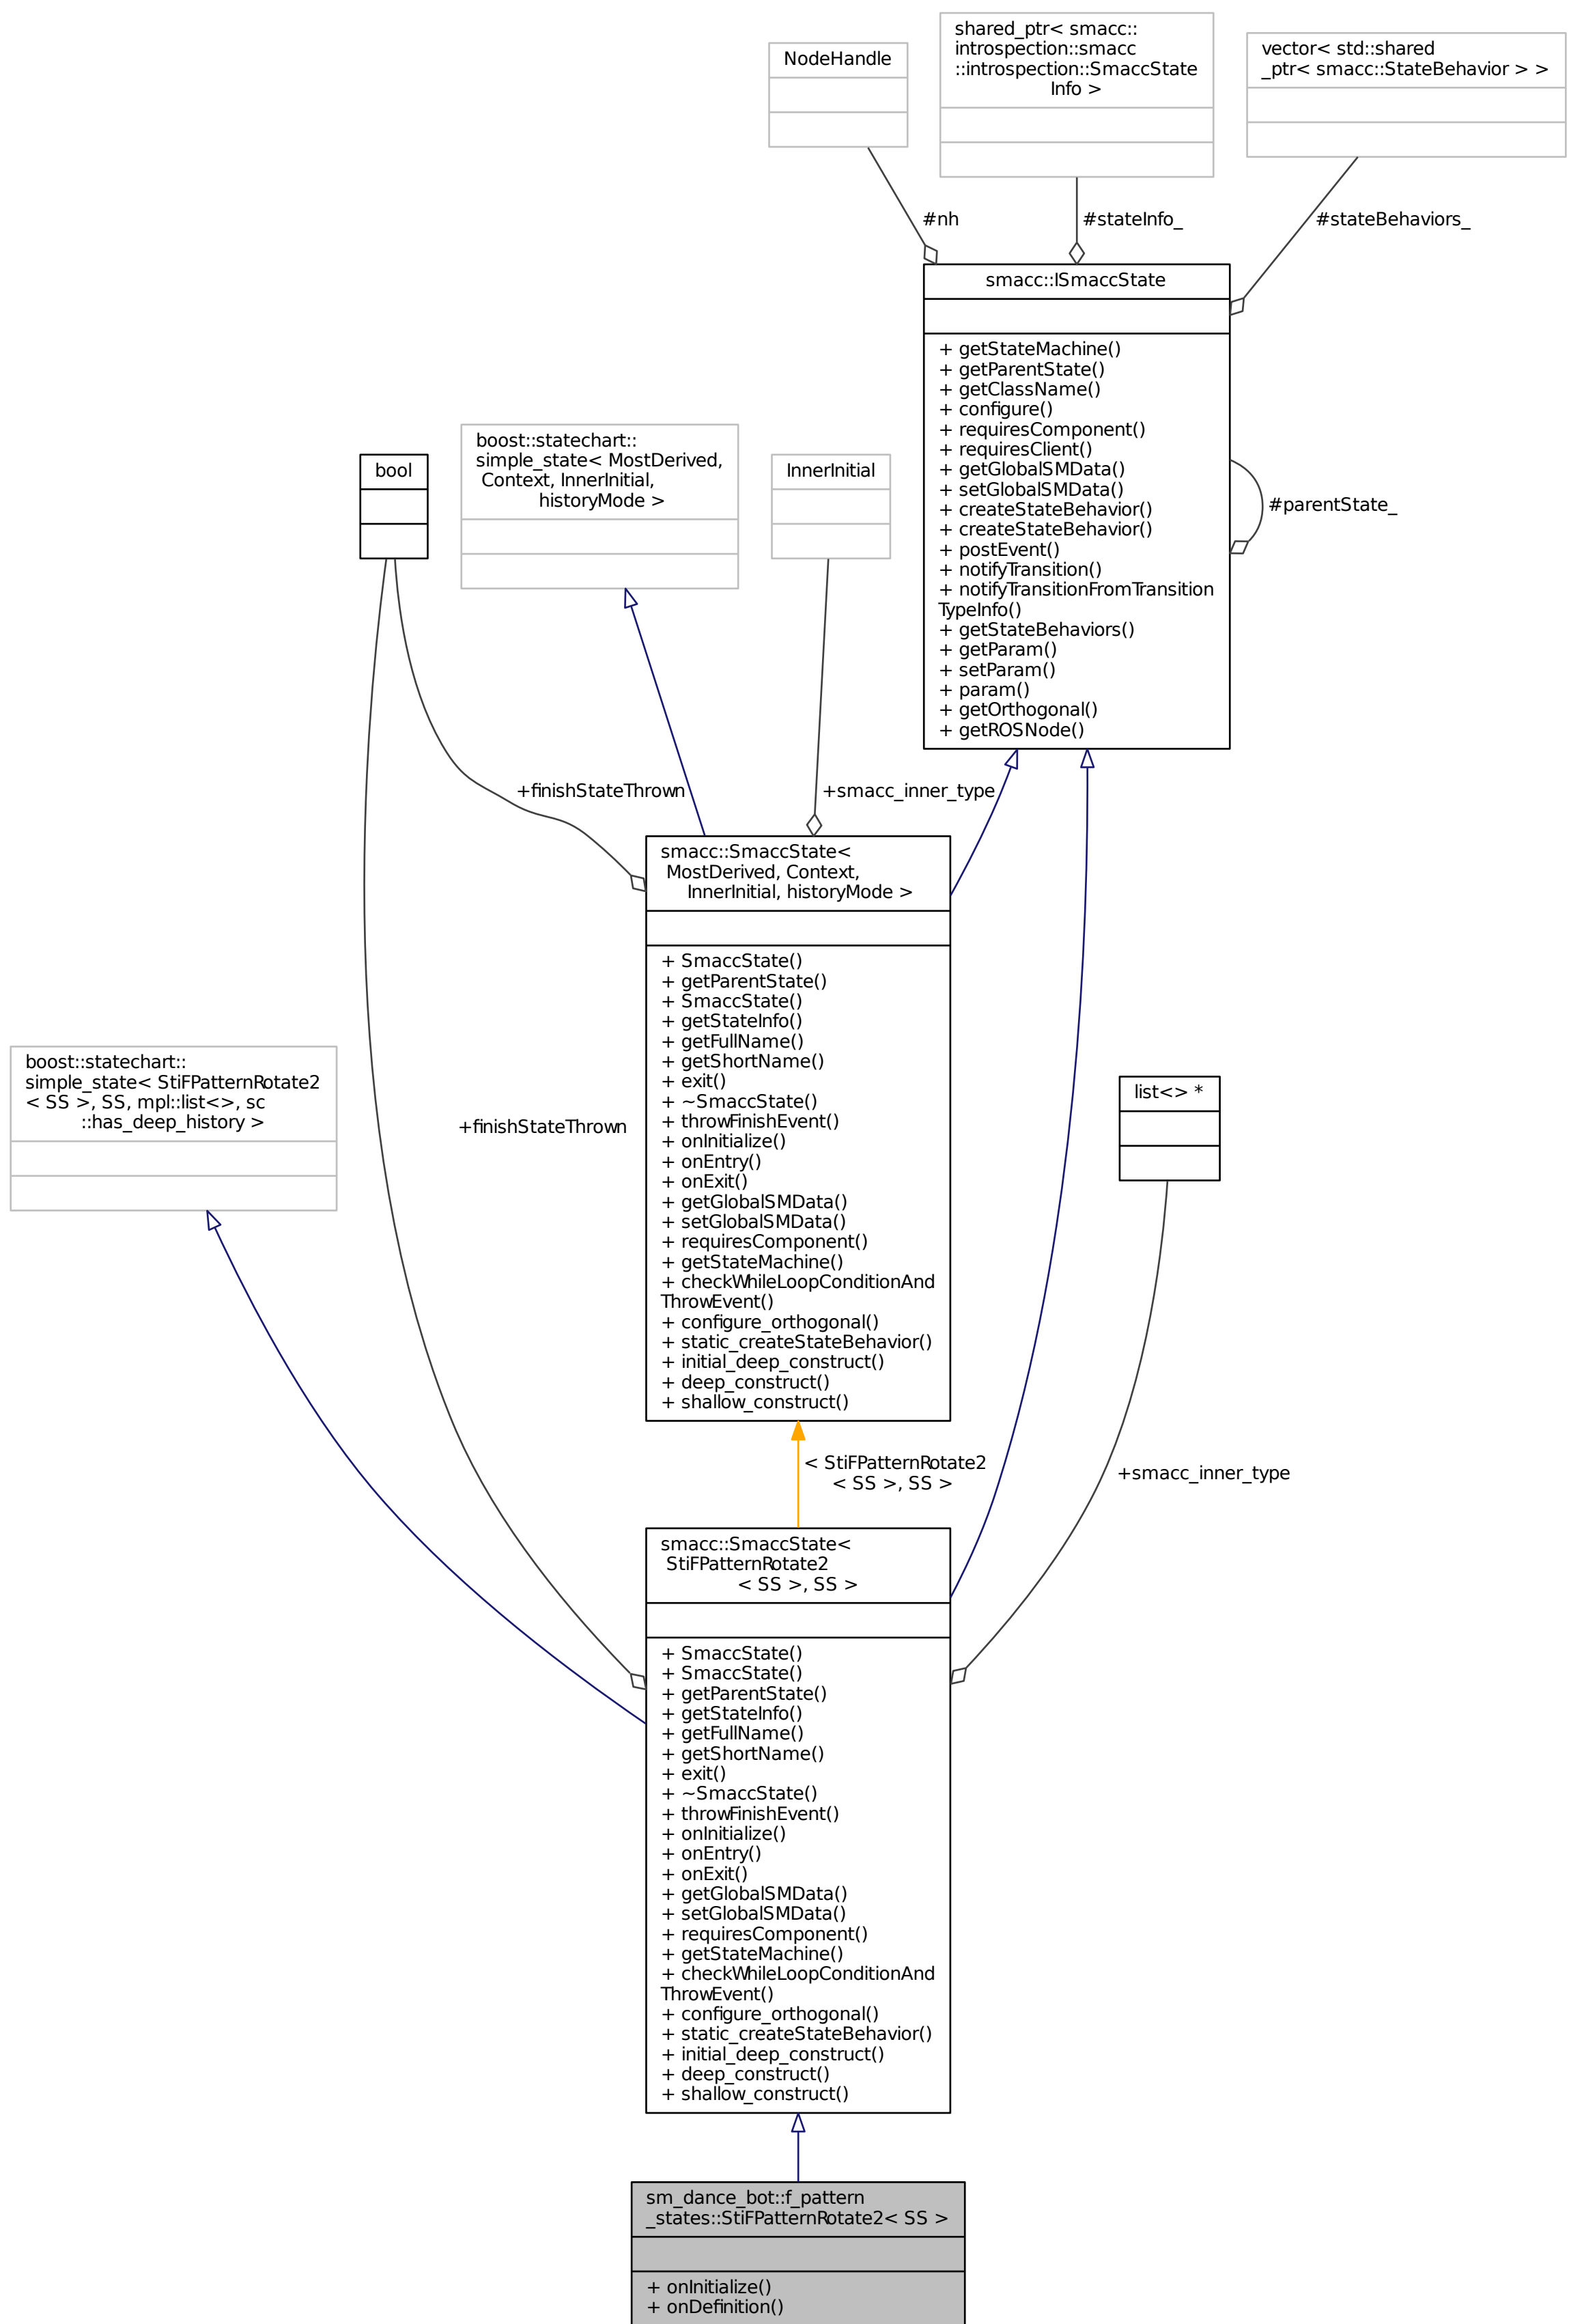 NodeHandle
shared_ptr< smacc::
introspection::smacc
::introspection::SmaccState
Info >
vector< std::shared
_ptr< smacc::StateBehavior > >
#nh
#stateInfo_
#stateBehaviors_
smacc::ISmaccState
+ getStateMachine()
+ getParentState()
+ getClassName()
+ configure()
+ requiresComponent()
+ requiresClient()
+ getGlobalSMData()
+ setGlobalSMData()
+ createStateBehavior()
+ createStateBehavior()
+ postEvent()
+ notifyTransition()
+ notifyTransitionFromTransition
TypeInfo()
+ getStateBehaviors()
+ getParam()
+ setParam()
+ param()
+ getOrthogonal()
+ getROSNode()
#parentState_
bool
boost::statechart::
simple_state< MostDerived,
Context, InnerInitial,
historyMode >
InnerInitial
+finishStateThrown
+smacc_inner_type
smacc::SmaccState<
MostDerived, Context,
InnerInitial, historyMode >
+ SmaccState()
+ getParentState()
+ SmaccState()
+ getStateInfo()
+ getFullName()
+ getShortName()
+ exit()
+ ~SmaccState()
+ throwFinishEvent()
+ onInitialize()
+ onEntry()
+ onExit()
+ getGlobalSMData()
+ setGlobalSMData()
+ requiresComponent()
+ getStateMachine()
+ checkWhileLoopConditionAnd
ThrowEvent()
+ configure_orthogonal()
+ static_createStateBehavior()
+ initial_deep_construct()
+ deep_construct()
+ shallow_construct()
boost::statechart::
simple_state< StiFPatternRotate2
< SS >, SS, mpl::list<>, sc
::has_deep_history >
+finishStateThrown
list<> *
< StiFPatternRotate2
< SS >, SS >
+smacc_inner_type
smacc::SmaccState<
StiFPatternRotate2
< SS >, SS >
+ SmaccState()
+ SmaccState()
+ getParentState()
+ getStateInfo()
+ getFullName()
+ getShortName()
+ exit()
+ ~SmaccState()
+ throwFinishEvent()
+ onInitialize()
+ onEntry()
+ onExit()
+ getGlobalSMData()
+ setGlobalSMData()
+ requiresComponent()
+ getStateMachine()
+ checkWhileLoopConditionAnd
ThrowEvent()
+ configure_orthogonal()
+ static_createStateBehavior()
+ initial_deep_construct()
+ deep_construct()
+ shallow_construct()
sm_dance_bot::f_pattern
_states::StiFPatternRotate2< SS >
+ onInitialize()
+ onDefinition()